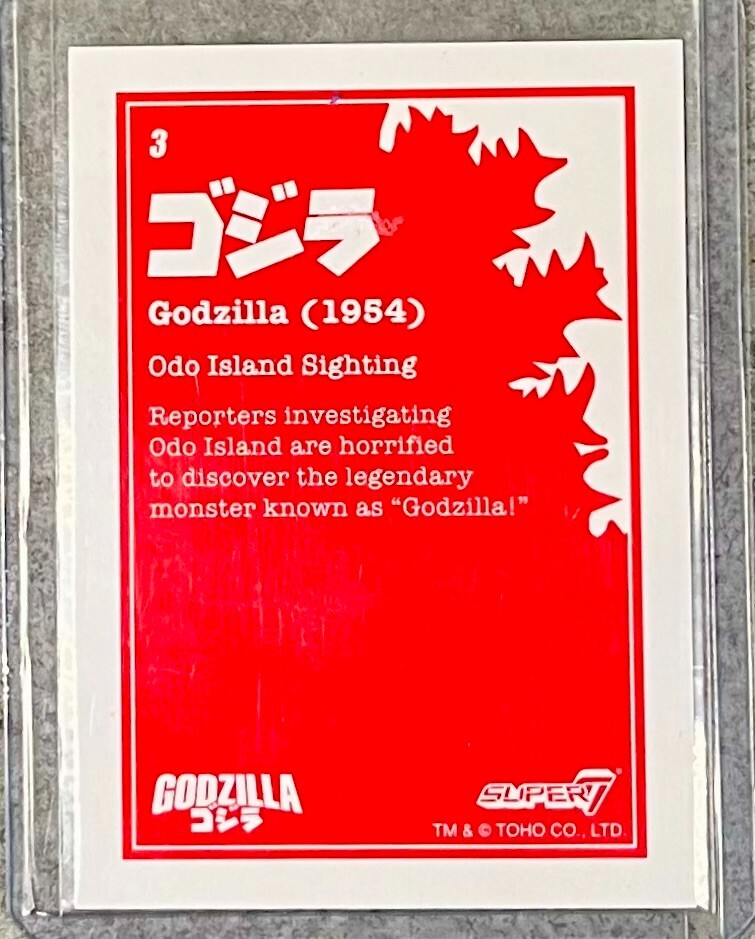 3
ゴジラ
Godzilla (1954)
Odo Island Sighting
Reporters investigating
Odo Island are horrified
to discover the legendary
monster known as “Godzilla!”
GODZILLA
ゴジラ
SUPER7®
TM & © TOHO CO., LTD.